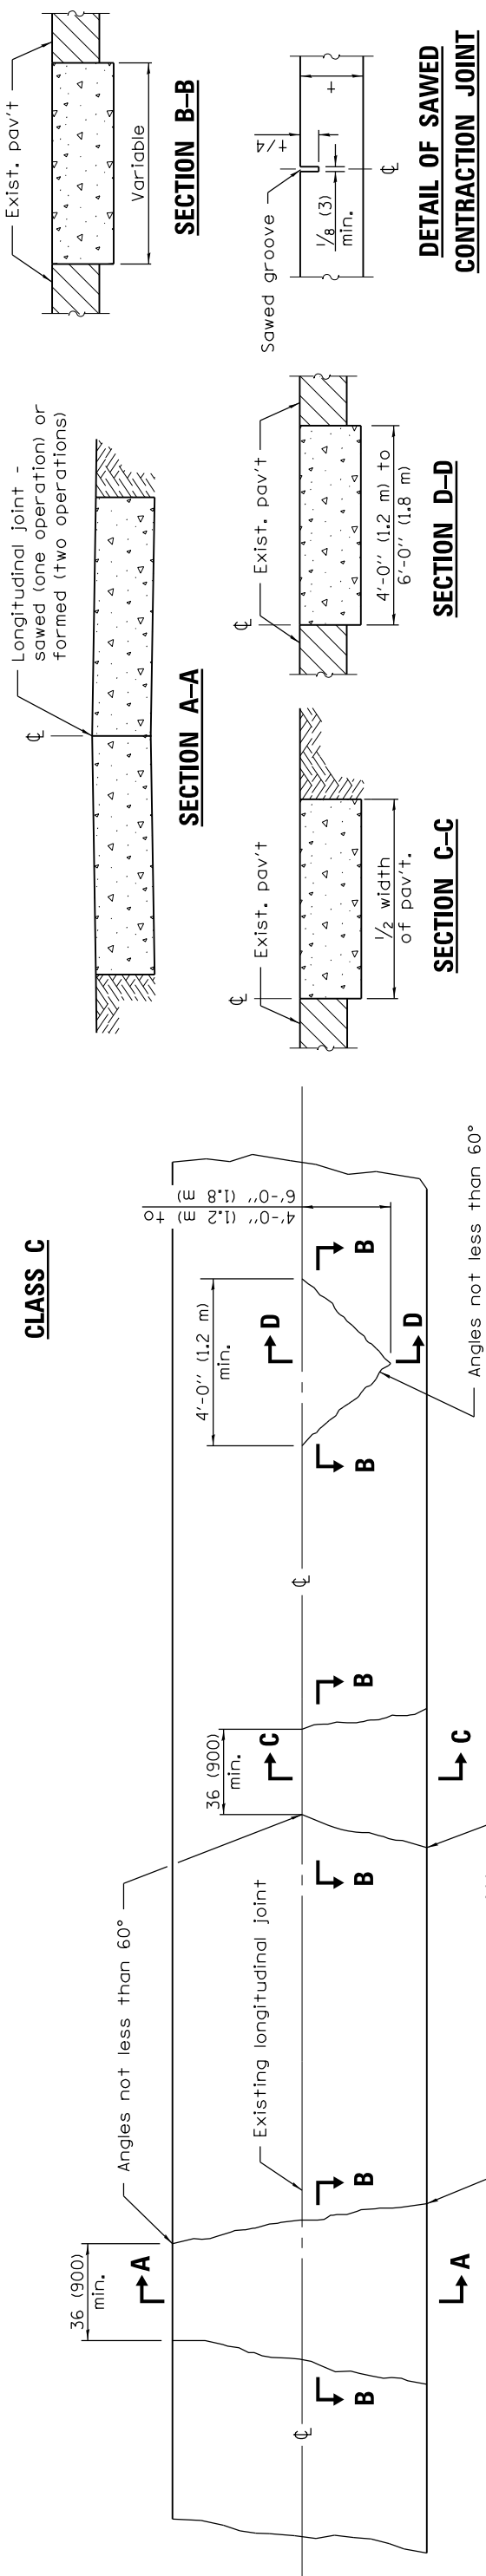 CLASS C
36 (900)
min.
A
A
Angles not less than 60°
B
B
Existing longitudinal joint
℄
36 (900)
min.
C
C
B
B
℄
4'-0" (1.2 m)
min.
D
D
B
B
4'-0" (1.2 m) to
6'-0" (1.8 m)
Angles not less than 60°
℄
Longitudinal joint -
sawed (one operation) or
formed (two operations)
SECTION A–A
Exist. pav't
Variable
SECTION B–B
℄
Exist. pav't
1/2 width
of pav't.
SECTION C–C
℄
Exist. pav't
4'-0" (1.2 m) to
6'-0" (1.8 m)
SECTION D–D
Sawed groove
t/4
t
1/8 (3)
min.
℄
DETAIL OF SAWED
CONTRACTION JOINT